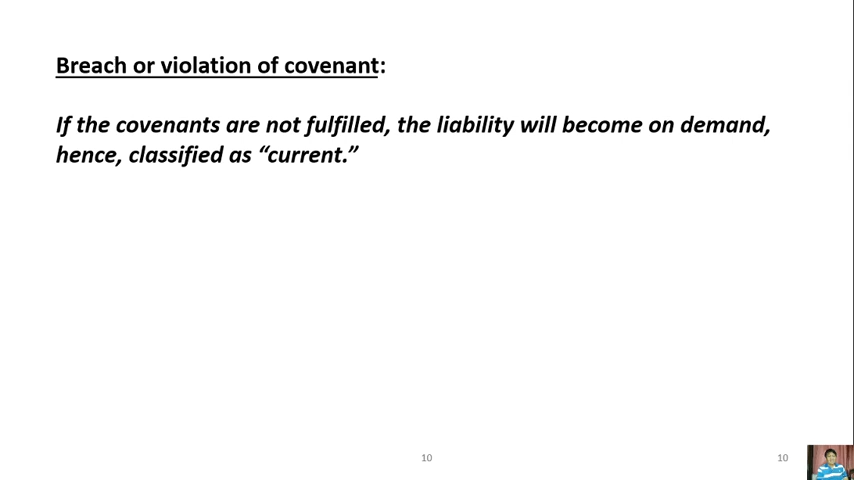 Breach or violation of covenant:
If the covenants are not fulfilled, the liability will become on demand,
hence, classified as “current.”
10
10